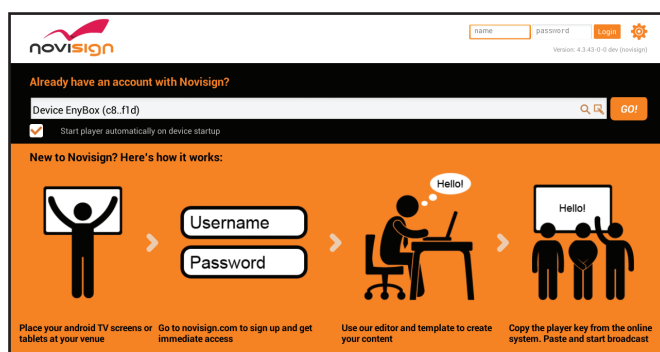 novisign
name
password
Login
Version: 4.3.43-0-0 dev (novisign)
Already have an account with Novisign?
Device EnyBox (c8..f1d)
GO!
Start player automatically on device startup
New to Novisign? Here's how it works:
Username
Password
Hello!
Hello!
Place your android TV screens or
tablets at your venue
Go to novisign.com to sign up and get
immediate access
Use our editor and template to create
your content
Copy the player key from the online
system. Paste and start broadcast